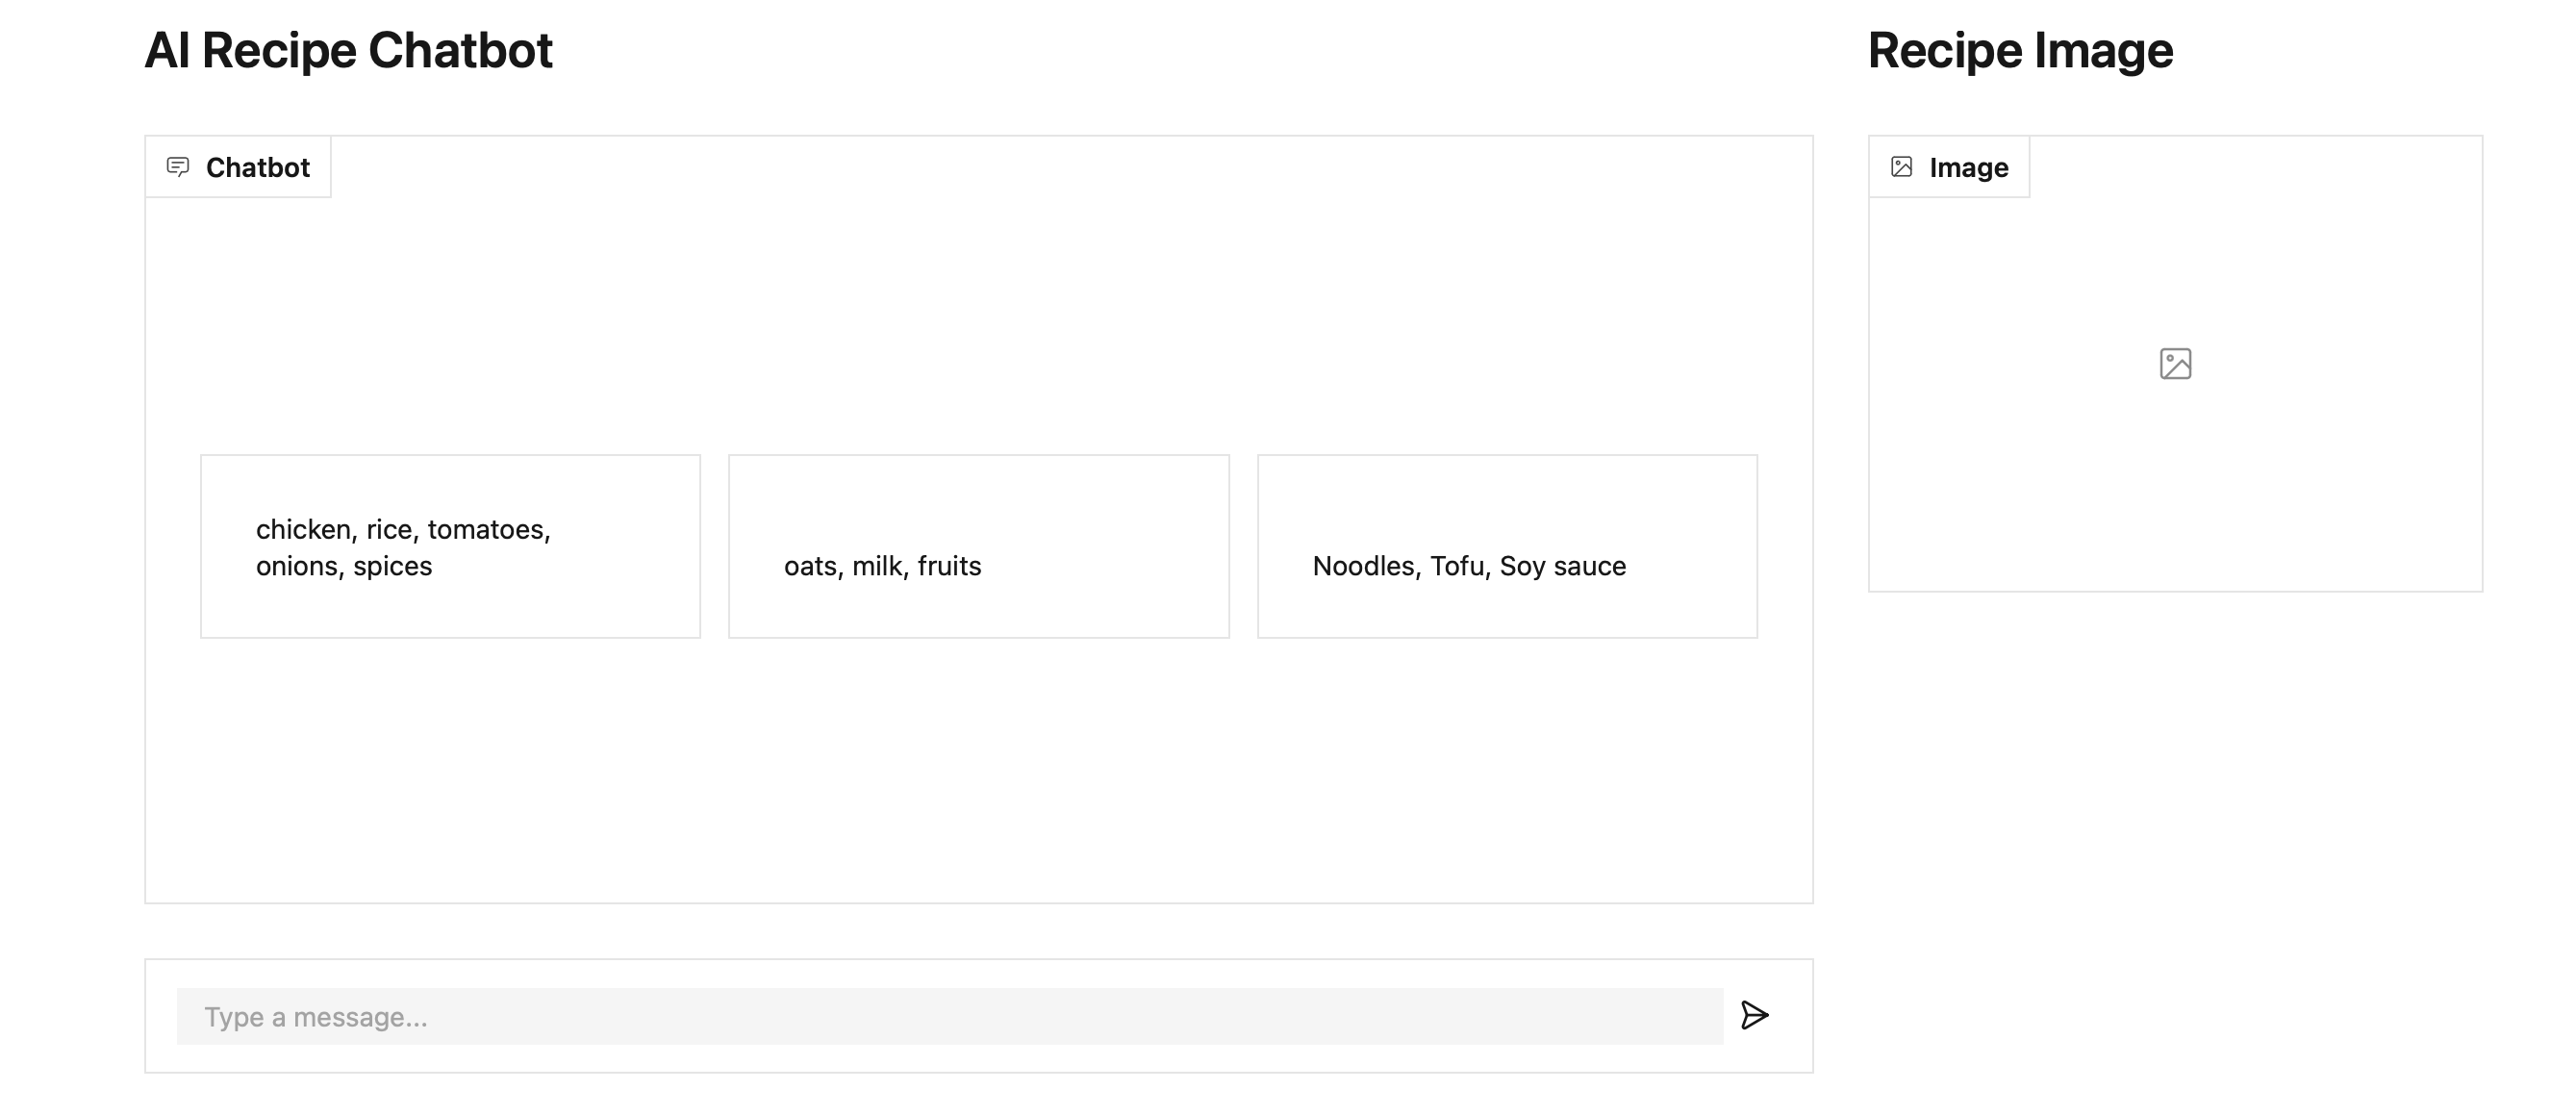 AI Recipe Chatbot
Chatbot
chicken, rice, tomatoes,
onions, spices
oats, milk, fruits
Noodles, Tofu, Soy sauce
Type a message...
Recipe Image
Image